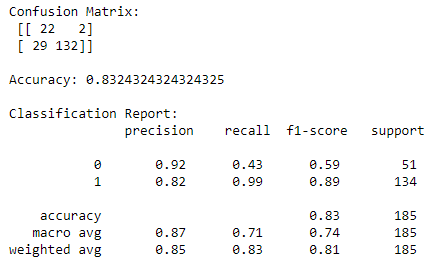 Confusion Matrix:
[[ 22   2]
[ 29 132]]
Accuracy: 0.8324324324324325
Classification Report:
precision    recall  f1-score   support
0       0.92      0.43      0.59        51
1       0.82      0.99      0.89       134
accuracy                           0.83       185
macro avg       0.87      0.71      0.74       185
weighted avg       0.85      0.83      0.81       185